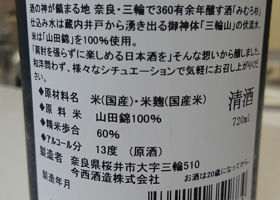 酒の神が鎮まる地 奈良・三輪で360有余年醸す酒「みむろ杉」
仕込み水は蔵内井戸から湧き出る御神体「三輪山」の伏流水、
米は「山田錦」を100%使用。
「肩肘を張らずに楽しめる日本酒を」そんな想いから醸しました。
和洋問わず、様々なシチュエーションで気軽にお召し上がりく
ださい。
◆原材料名 米(国産)・米麹(国産米)
◆原料米 山田錦100%
◆精米歩合 60%
◆アルコール分 13度 (原酒)
清酒
720ml
製造者 奈良県桜井市大字三輪510
今西酒造株式会社
製造年月
お酒は20歳になってから。